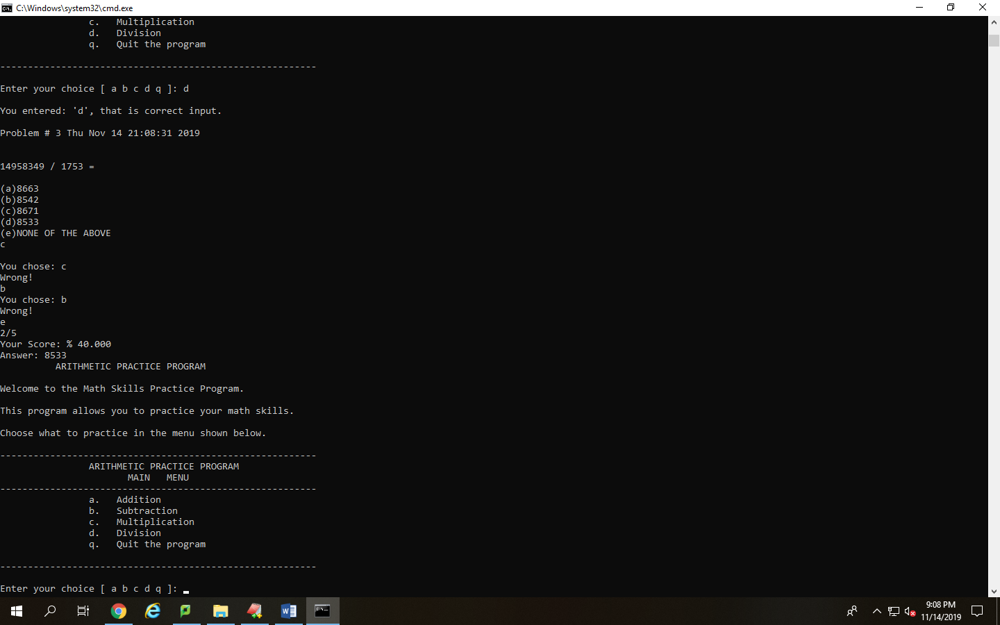 C:\Windows\system32\cmd.exe
c. Multiplication
d. Division
q. Quit the program
---------------------------------------------------------
Enter your choice [ a b c d q ]: d
You entered: 'd', that is correct input.
Problem # 3 Thu Nov 14 21:08:31 2019
14958349 / 1753 =
(a)8663
(b)8542
(c)8671
(d)8533
(e)NONE OF THE ABOVE
c
You chose: c
Wrong!
b
You chose: b
Wrong!
e
2/5
Your Score: % 40.000
Answer: 8533
ARITHMETIC PRACTICE PROGRAM
Welcome to the Math Skills Practice Program.
This program allows you to practice your math skills.
Choose what to practice in the menu shown below.
---------------------------------------------------------
ARITHMETIC PRACTICE PROGRAM
MAIN MENU
---------------------------------------------------------
a. Addition
b. Subtraction
c. Multiplication
d. Division
q. Quit the program
---------------------------------------------------------
Enter your choice [ a b c d q ]:
9:08 PM
11/14/2019